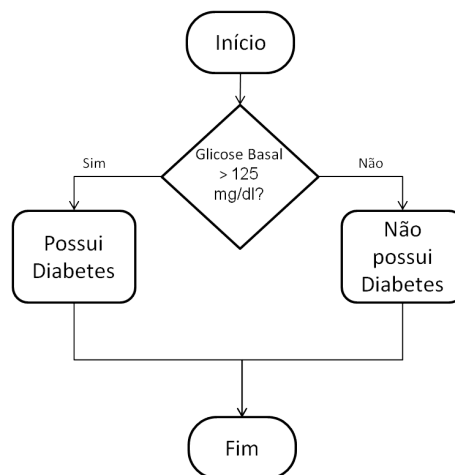 Início
Glicose Basal
> 125
mg/dl?
Sim
Não
Possui
Diabetes
Não
possui
Diabetes
Fim